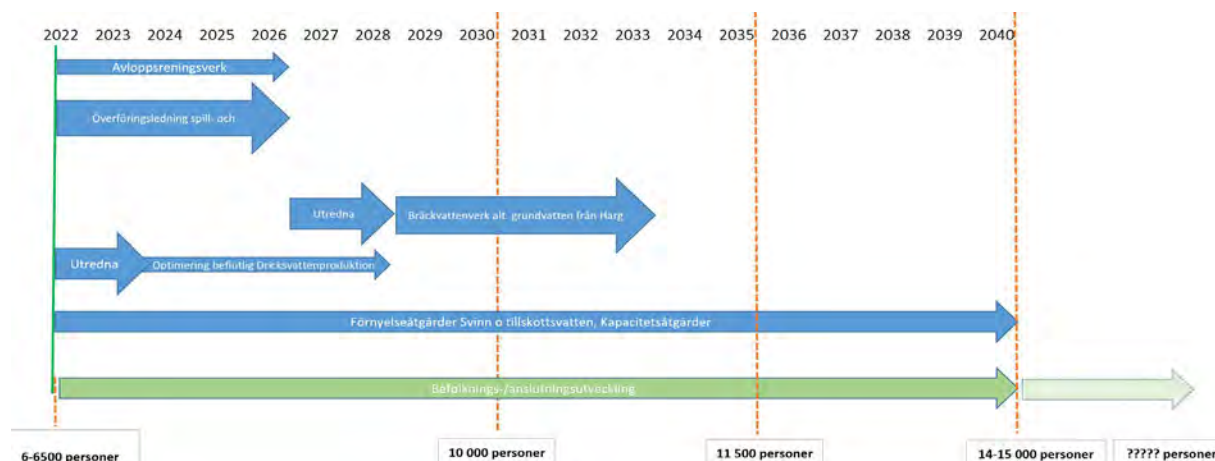 2022 2023 2024 2025 2026 2027 2028 2029 2030 2031 2032 2033 2034 2035 2036 2037 2038 2039 2040
Avloppsreningsverk
Överföringsledning spill- och
Utredna
Bräckvattenverk alt. grundvatten från Harg
Utredna
Optimering befiltlig Dricksvattenproduktion
Förnyelseåtgärder Svinn o tillskottsvatten, Kapacitetsåtgärder
Befolknings-/anslutningsutveckling
6-6500 personer
10 000 personer
11 500 personer
14-15 000 personer
????? personer